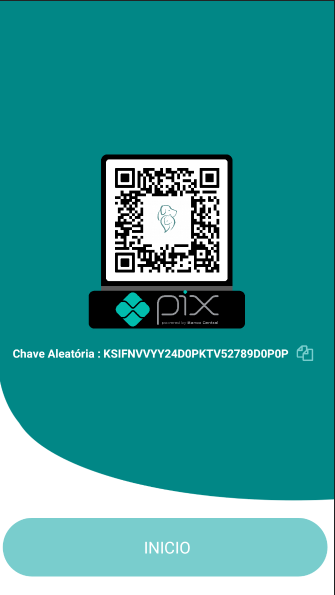 pix
powered by Banco Central
Chave Aleatória : KSIFNVVYY24D0PKTV52789D0P0P
INICIO